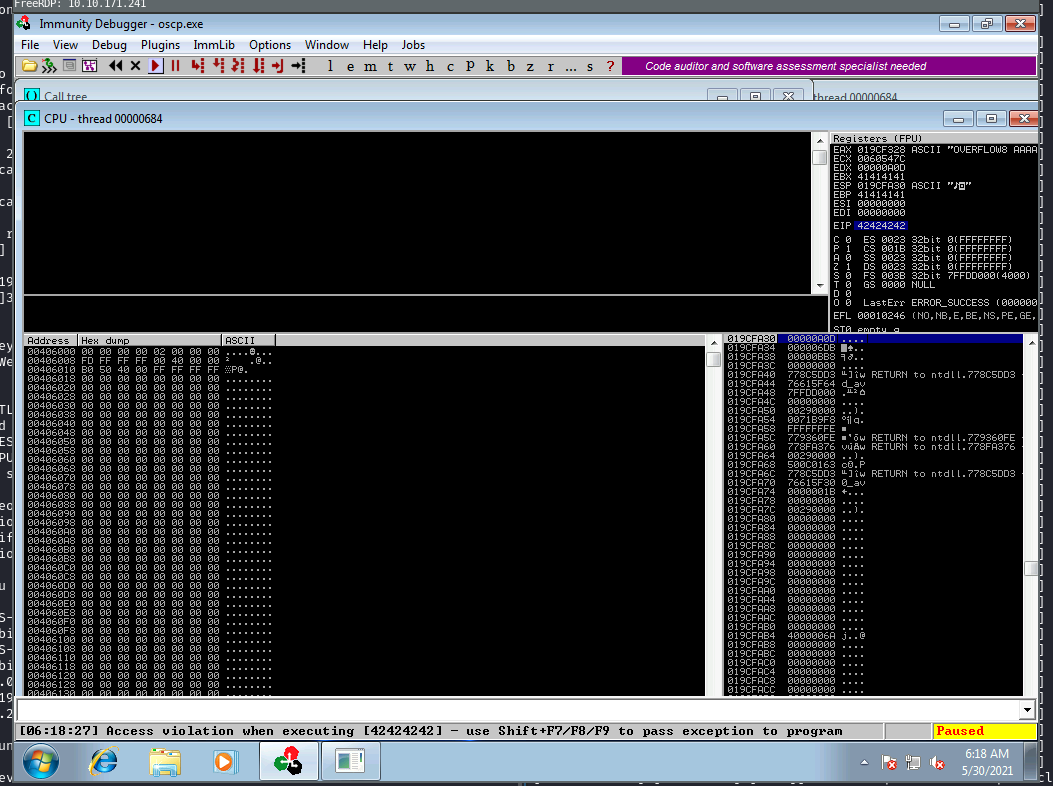 FreeRDP: 10.10.171.241
Immunity Debugger - oscp.exe
File View Debug Plugins ImmLib Options Window Help Jobs
l e m t w h c P k b z r ... s ?
Code auditor and software assessment specialist needed
Call tree
thread 00000684
CPU - thread 00000684
Registers (FPU)
EAX 019CF328 ASCII "OVERFLOW8 AAAA
ECX 0060547C
EDX 00000A0D
EBX 41414141
ESP 019CFA30 ASCII
EBP 41414141
ESI 00000000
EDI 00000000
EIP 42424242
C 0 ES 0023 32bit 0(FFFFFFFF)
P 1 CS 001B 32bit 0(FFFFFFFF)
A 0 SS 0023 32bit 0(FFFFFFFF)
Z 1 DS 0023 32bit 0(FFFFFFFF)
S 0 FS 003B 32bit 7FFDD000(4000)
T 0 GS 0000 NULL
D 0
O 0 LastErr ERROR_SUCCESS (000000
EFL 00010246 (NO,NB,E,BE,NS,PE,GE,
ST0 empty g
Address Hex dump ASCII
00406000 00 00 00 00 02 00 00 00
00406008 FD FF FF FF 00 40 00 00
00406010 B0 50 40 00 FF FF FF FF
00406018 00 00 00 00 00 00 00 00 ........
00406020 00 00 00 00 00 00 00 00 ........
00406028 00 00 00 00 00 00 00 00 ........
00406030 00 00 00 00 00 00 00 00 ........
00406038 00 00 00 00 00 00 00 00 ........
00406040 00 00 00 00 00 00 00 00 ........
00406048 00 00 00 00 00 00 00 00 ........
00406050 00 00 00 00 00 00 00 00 ........
00406058 00 00 00 00 00 00 00 00 ........
00406060 00 00 00 00 00 00 00 00 ........
00406068 00 00 00 00 00 00 00 00 ........
00406070 00 00 00 00 00 00 00 00 ........
00406078 00 00 00 00 00 00 00 00 ........
00406080 00 00 00 00 00 00 00 00 ........
00406088 00 00 00 00 00 00 00 00 ........
00406090 00 00 00 00 00 00 00 00 ........
00406098 00 00 00 00 00 00 00 00 ........
004060A0 00 00 00 00 00 00 00 00 ........
004060A8 00 00 00 00 00 00 00 00 ........
004060B0 00 00 00 00 00 00 00 00 ........
004060B8 00 00 00 00 00 00 00 00 ........
004060C0 00 00 00 00 00 00 00 00 ........
004060C8 00 00 00 00 00 00 00 00 ........
004060D0 00 00 00 00 00 00 00 00 ........
004060D8 00 00 00 00 00 00 00 00 ........
004060E0 00 00 00 00 00 00 00 00 ........
004060E8 00 00 00 00 00 00 00 00 ........
004060F0 00 00 00 00 00 00 00 00 ........
004060F8 00 00 00 00 00 00 00 00 ........
00406100 00 00 00 00 00 00 00 00 ........
00406108 00 00 00 00 00 00 00 00 ........
00406110 00 00 00 00 00 00 00 00 ........
00406118 00 00 00 00 00 00 00 00 ........
00406120 00 00 00 00 00 00 00 00 ........
00406128 00 00 00 00 00 00 00 00 ........
00406130 00 00 00 00 00 00 00 00 ........
019CFA30 00000A0D ....
019CFA34 000006DB
019CFA38 00000BB8
019CFA3C 00000000 ....
019CFA40 778C5DD3 RETURN to ntdll.778C5DD3
019CFA44 76615F64 d_av
019CFA48 7FFDD000
019CFA4C 00000000 ....
019CFA50 00290000 ..).
019CFA54 0071B9F8
019CFA58 FFFFFFFE
019CFA5C 779360FE RETURN to ntdll.779360FE
019CFA60 778FA376 RETURN to ntdll.778FA376
019CFA64 00290000 ..).
019CFA68 500C0163
019CFA6C 778C5DD3 RETURN to ntdll.778C5DD3
019CFA70 76615F30 0_av
019CFA74 0000001B
019CFA78 00000000 ....
019CFA7C 00290000 ..).
019CFA80 00000000 ....
019CFA84 00000000 ....
019CFA88 00000000 ....
019CFA8C 00000000 ....
019CFA90 00000000 ....
019CFA94 00000000 ....
019CFA98 00000000 ....
019CFA9C 00000000 ....
019CFAA0 00000000 ....
019CFAA4 00000000 ....
019CFAA8 00000000 ....
019CFAAC 00000000 ....
019CFAB0 00000000 ....
019CFAB4 4000006A j..@
019CFAB8 00000000 ....
019CFABC 00000000 ....
019CFAC0 00000000 ....
019CFAC4 00000000 ....
019CFAC8 00000000 ....
019CFACC 00000000 ....
[06:18:27] Access violation when executing [42424242] - use Shift+F7/F8/F9 to pass exception to program
Paused
6:18 AM
5/30/2021